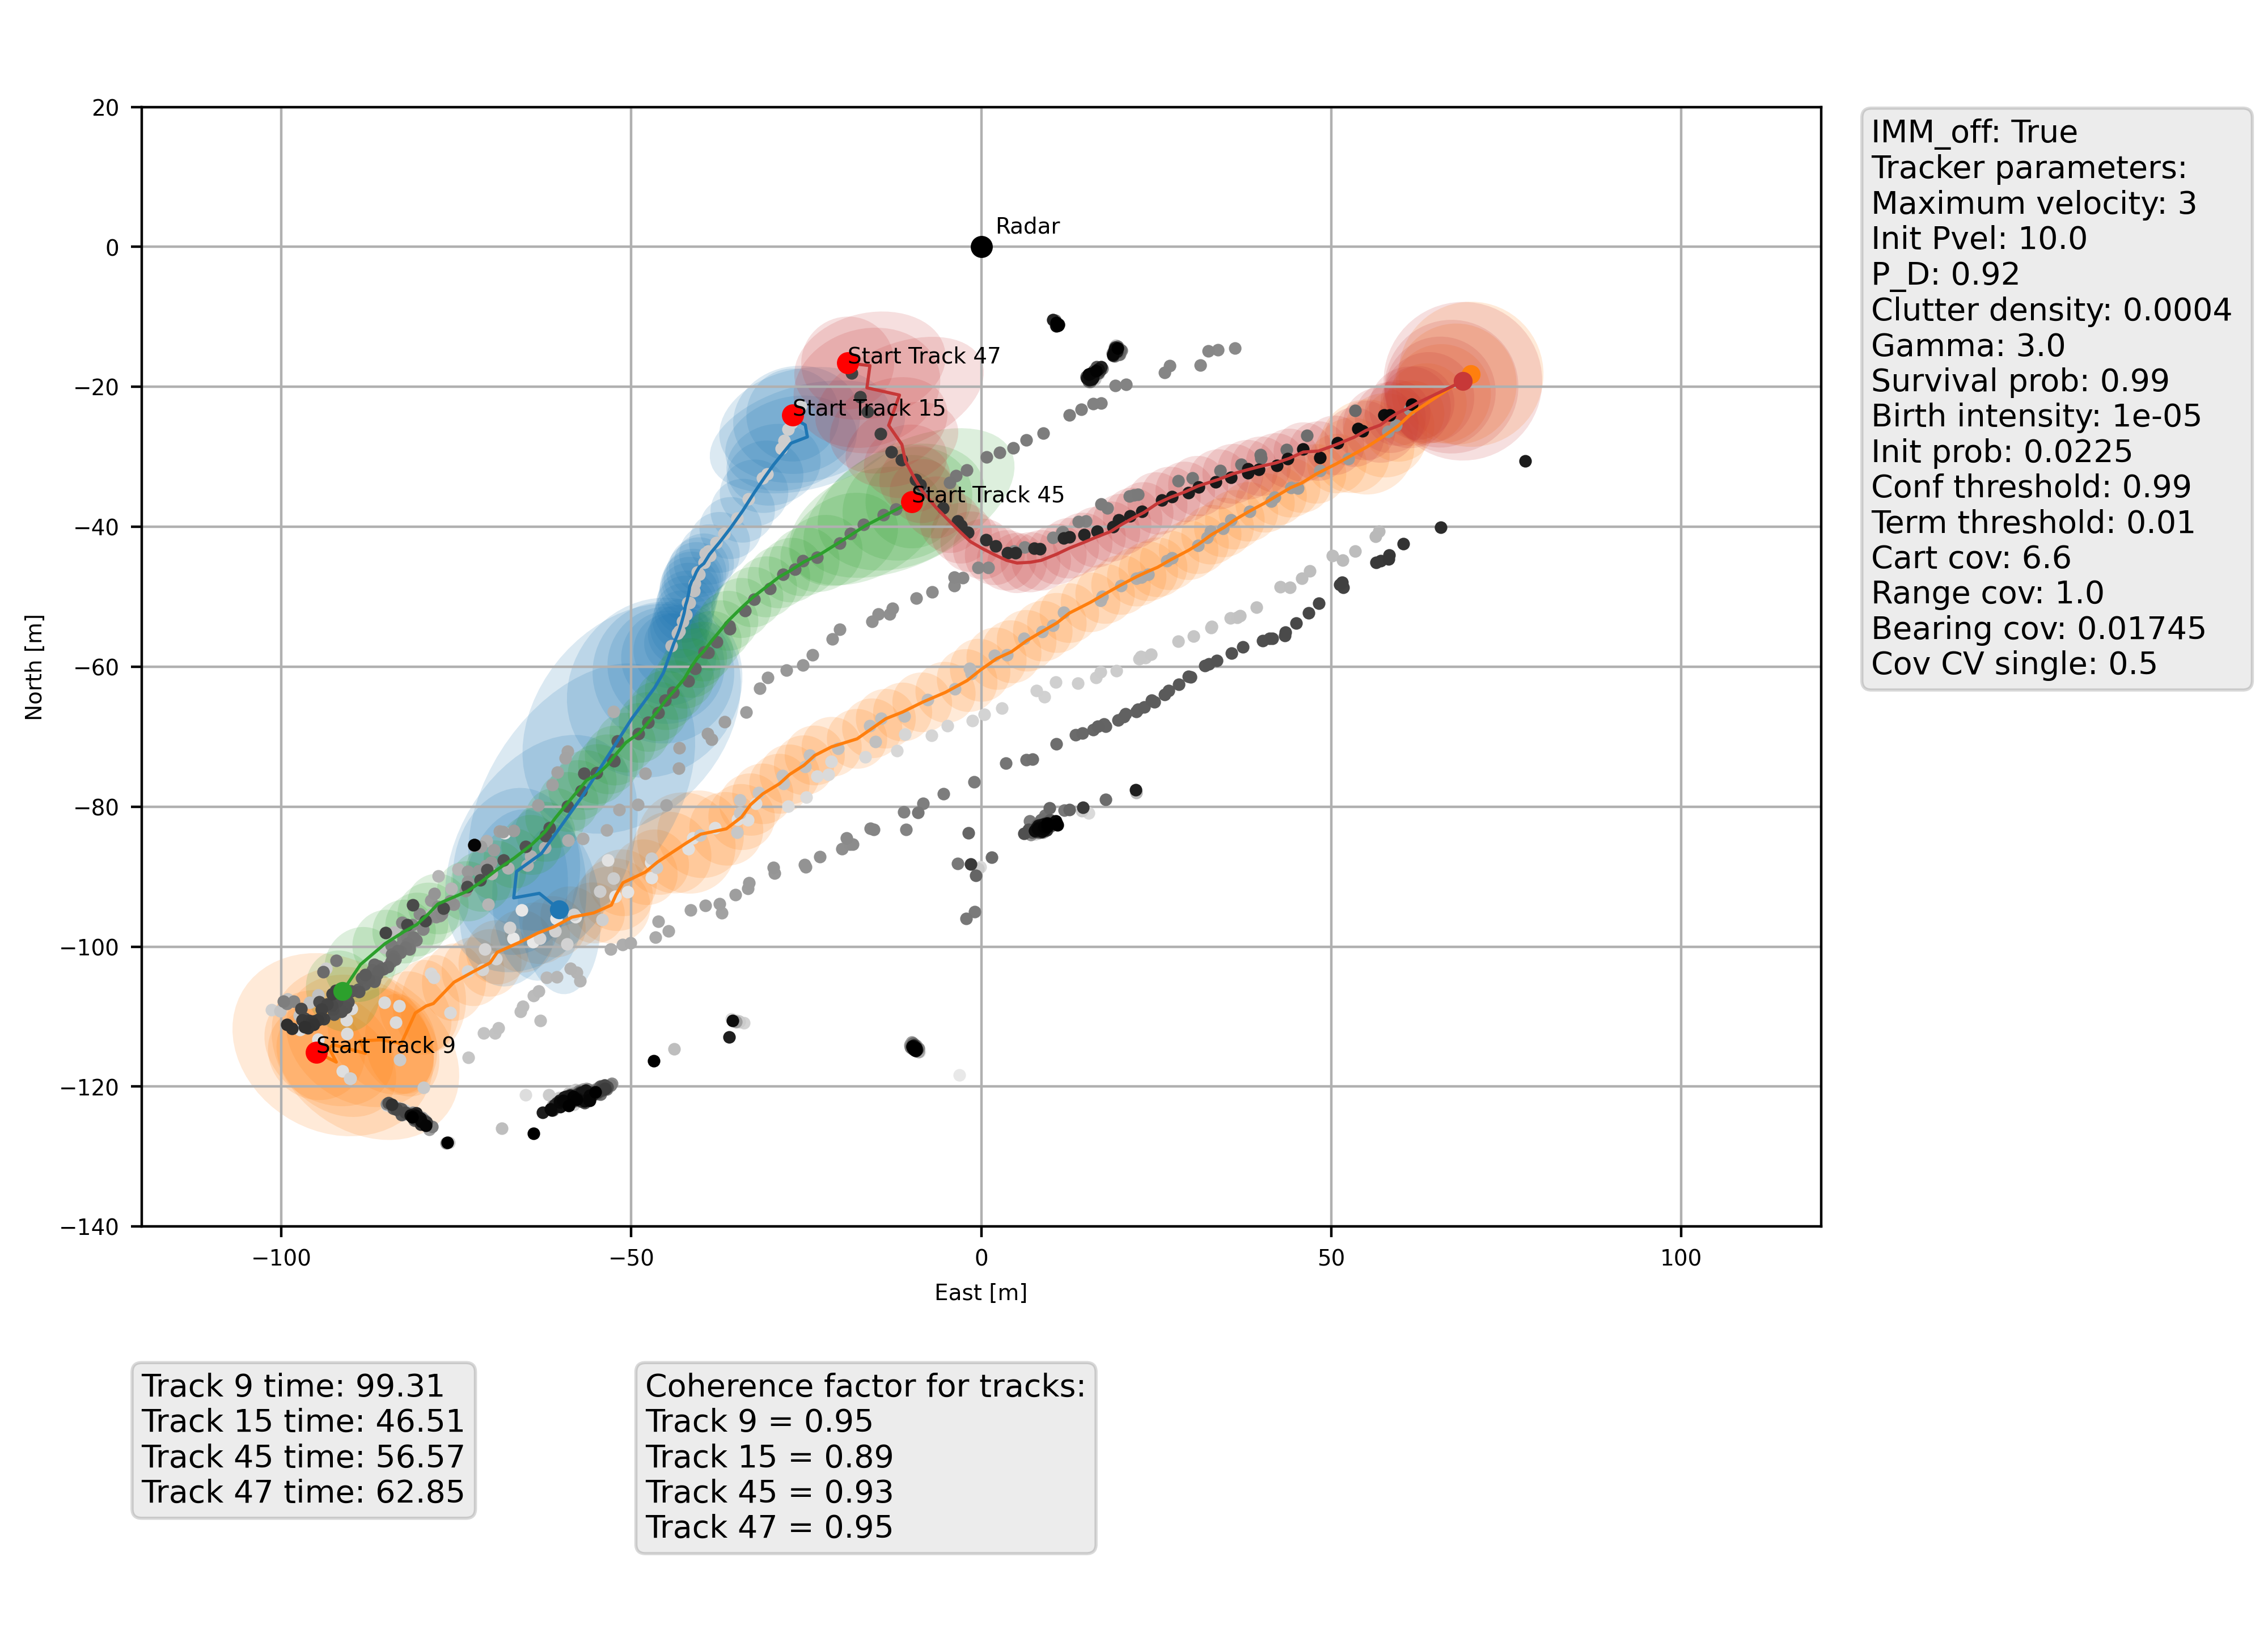 20
0
−20
−40
−60
−80
−100
−120
−140
North [m]
Radar
Start Track 47
Start Track 15
Start Track 45
Start Track 9
−100
−50
0
50
100
East [m]
IMM_off: True
Tracker parameters:
Maximum velocity: 3
Init Pvel: 10.0
P_D: 0.92
Clutter density: 0.0004
Gamma: 3.0
Survival prob: 0.99
Birth intensity: 1e-05
Init prob: 0.0225
Conf threshold: 0.99
Term threshold: 0.01
Cart cov: 6.6
Range cov: 1.0
Bearing cov: 0.01745
Cov CV single: 0.5
Track 9 time: 99.31
Track 15 time: 46.51
Track 45 time: 56.57
Track 47 time: 62.85
Coherence factor for tracks:
Track 9 = 0.95
Track 15 = 0.89
Track 45 = 0.93
Track 47 = 0.95